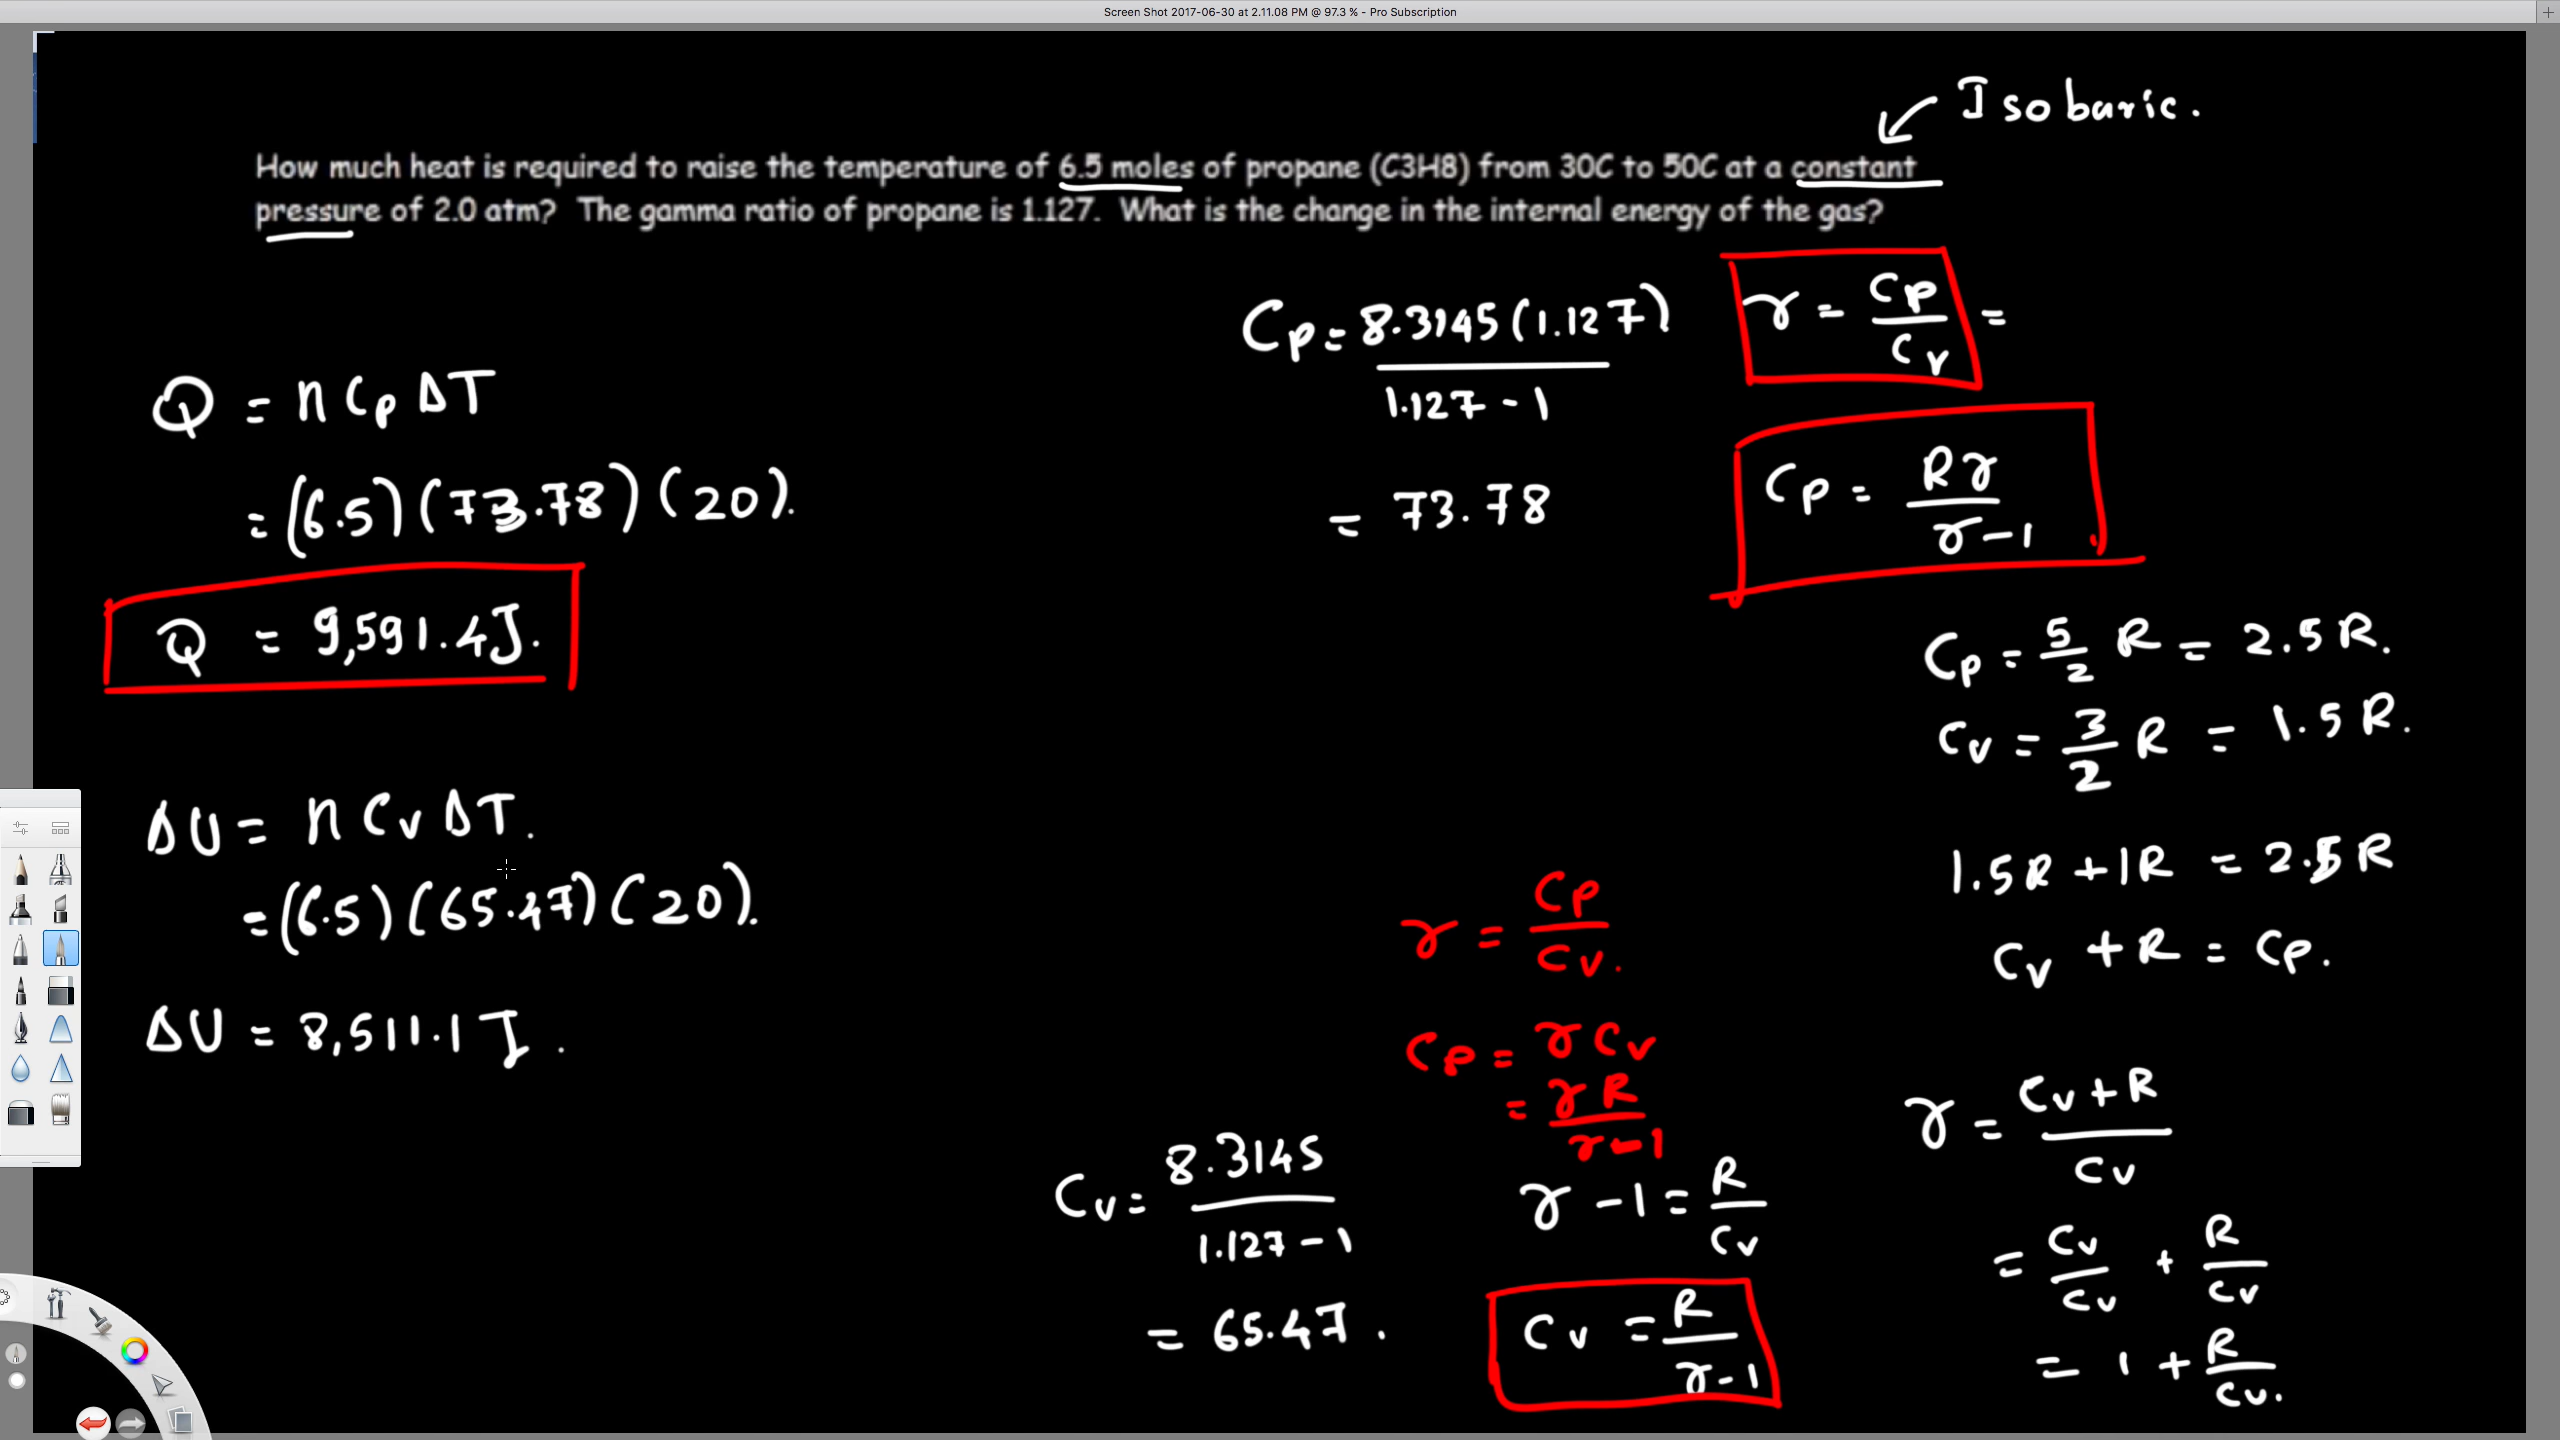 Screen Shot 2017-06-30 at 2.11.08 PM @ 97.3 % - Pro Subscription
Isobaric.
How much heat is required to raise the temperature of 6.5 moles of propane (C3H8) from 30C to 50C at a constant
pressure of 2.0 atm? The gamma ratio of propane is 1.127. What is the change in the internal energy of the gas?
Q = n Cp ΔT
= (6.5)(73.78)(20).
Q = 9,591.4J.
ΔU = n Cv ΔT.
= (6.5)(65.47)(20).
ΔU = 8,511.1 J.
Cp = 8.3145(1.127)
1.127 - 1
= 73.78
γ = Cp / Cv =
Cp = Rγ / γ-1
Cp = 5/2 R = 2.5 R.
Cv = 3/2 R = 1.5 R.
1.5R + 1R = 2.5R
Cv + R = Cp.
γ = Cp / Cv.
Cp = γ Cv
= γ R / γ-1
γ = Cv + R / Cv
= Cv / Cv + R / Cv
= 1 + R / Cv.
γ - 1 = R / Cv
Cv = R / γ-1
Cv = 8.3145
1.127 - 1
= 65.47.